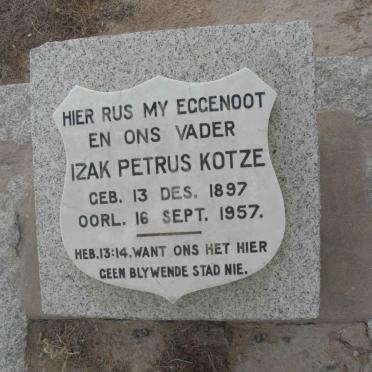 HIER RUS MY EGGENOOT
EN ONS VADER
IZAK PETRUS KOTZE
GEB. 13 DES. 1897
OORL. 16 SEPT. 1957.
HEB. 13:14. WANT ONS HET HIER
GEEN BLYWENDE STAD NIE.